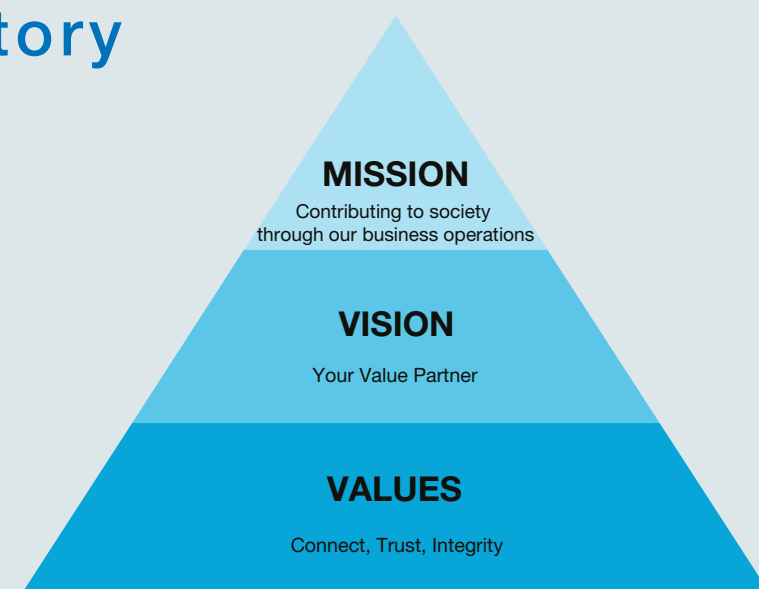 tory
MISSION
Contributing to society
through our business operations
VISION
Your Value Partner
VALUES
Connect, Trust, Integrity